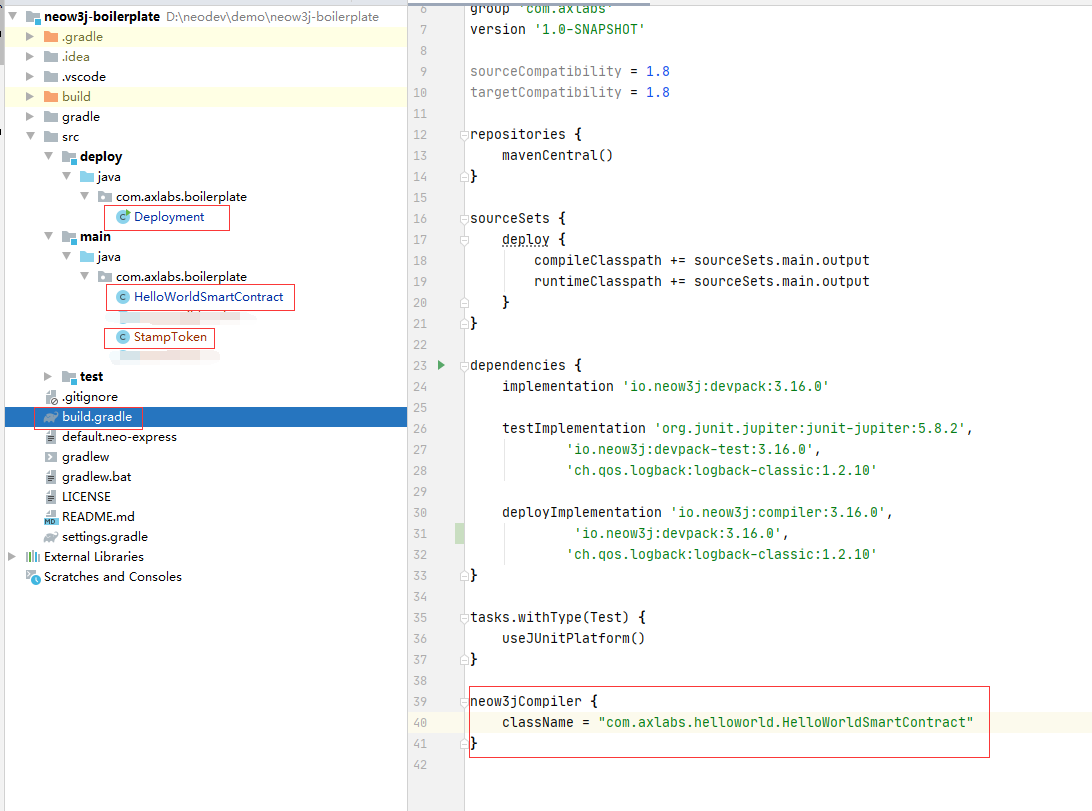 neow3j-boilerplate D:\neodev\demo\neow3j-boilerplate
.gradle
.idea
.vscode
build
gradle
src
deploy
java
com.axlabs.boilerplate
Deployment
main
java
com.axlabs.boilerplate
HelloWorldSmartContract
StampToken
test
.gitignore
build.gradle
default.neo-express
gradlew
gradlew.bat
LICENSE
README.md
settings.gradle
External Libraries
Scratches and Consoles
6 group 'com.axlabs'
7 version '1.0-SNAPSHOT'
8
9 sourceCompatibility = 1.8
10 targetCompatibility = 1.8
11
12 repositories {
13 mavenCentral()
14 }
15
16 sourceSets {
17 deploy {
18 compileClasspath += sourceSets.main.output
19 runtimeClasspath += sourceSets.main.output
20 }
21 }
22
23 dependencies {
24 implementation 'io.neow3j:devpack:3.16.0'
25
26 testImplementation 'org.junit.jupiter:junit-jupiter:5.8.2',
27 'io.neow3j:devpack-test:3.16.0',
28 'ch.qos.logback:logback-classic:1.2.10'
29
30 deployImplementation 'io.neow3j:compiler:3.16.0',
31 'io.neow3j:devpack:3.16.0',
32 'ch.qos.logback:logback-classic:1.2.10'
33 }
34
35 tasks.withType(Test) {
36 useJUnitPlatform()
37 }
38
39 neow3jCompiler {
40 className = "com.axlabs.helloworld.HelloWorldSmartContract"
41 }
42